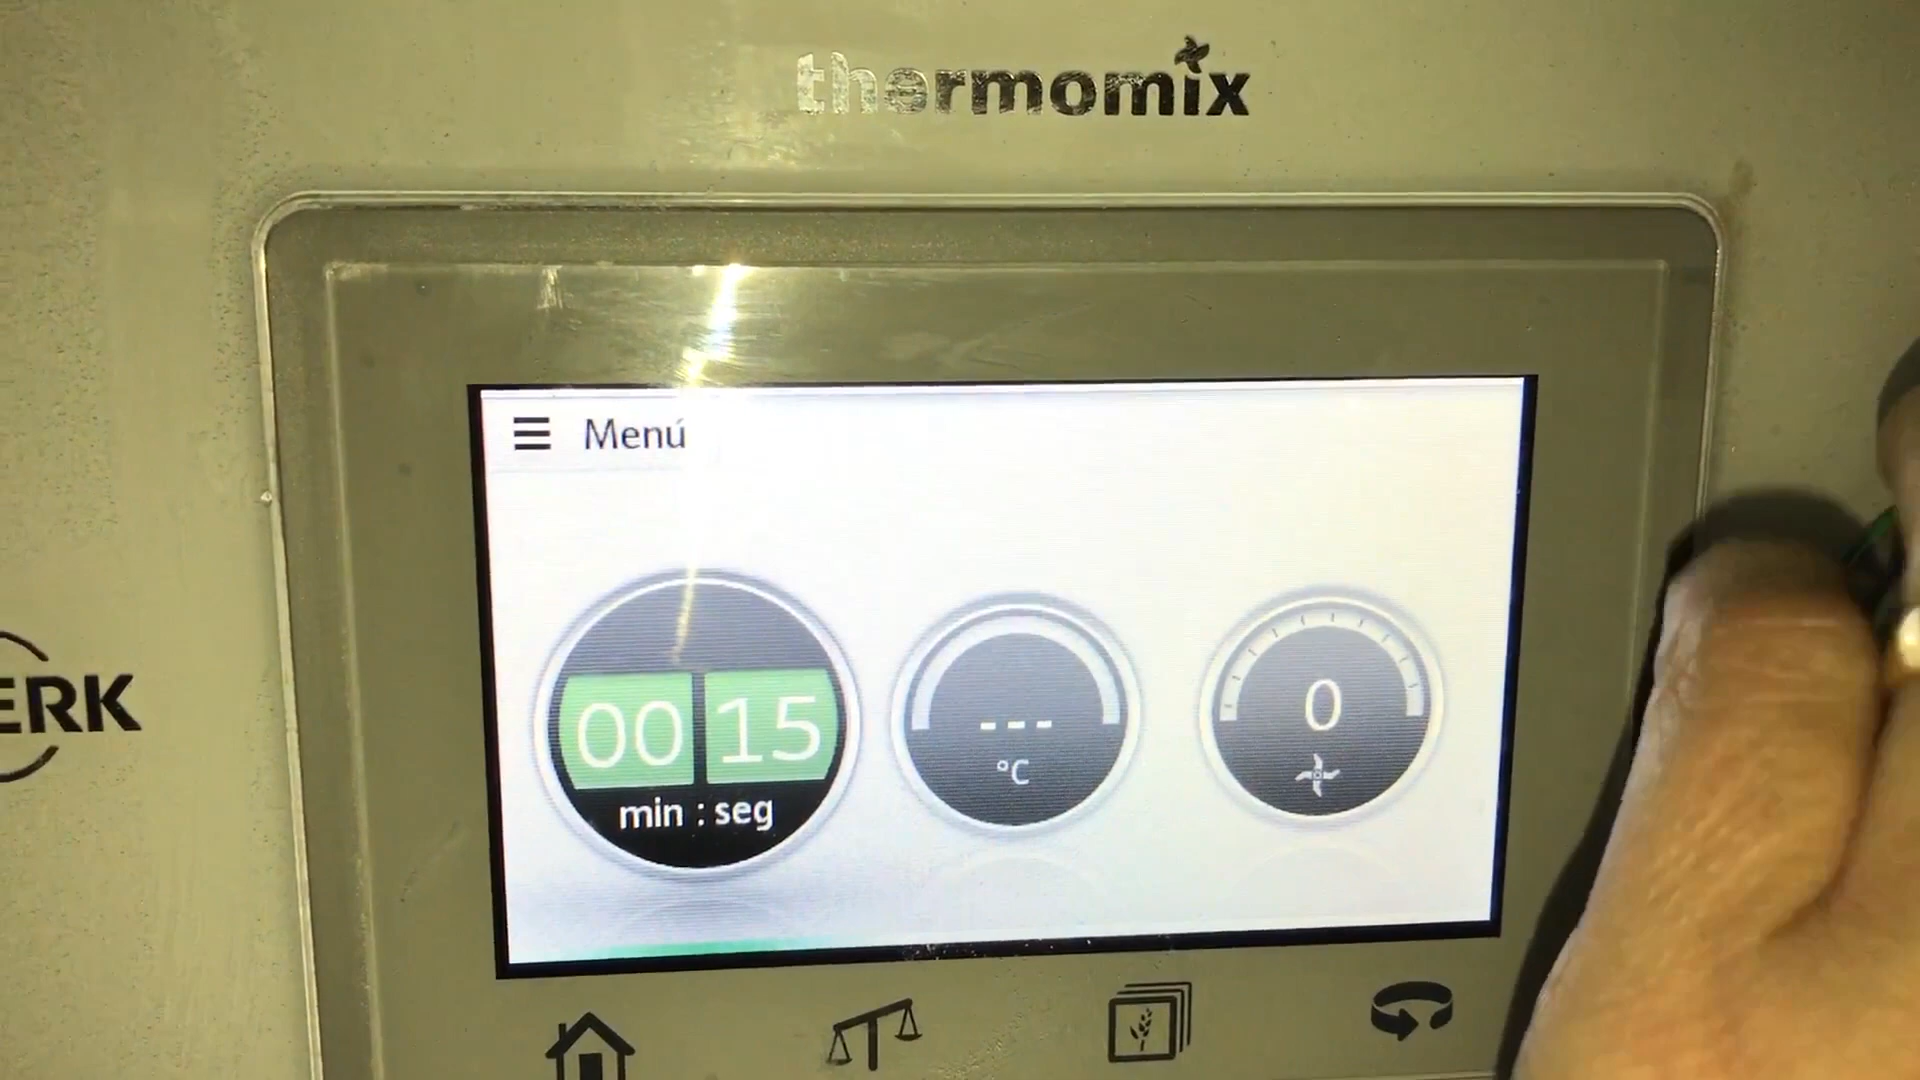 thermomix
Menú
00 15
min : seg
---
°C
0
ERK